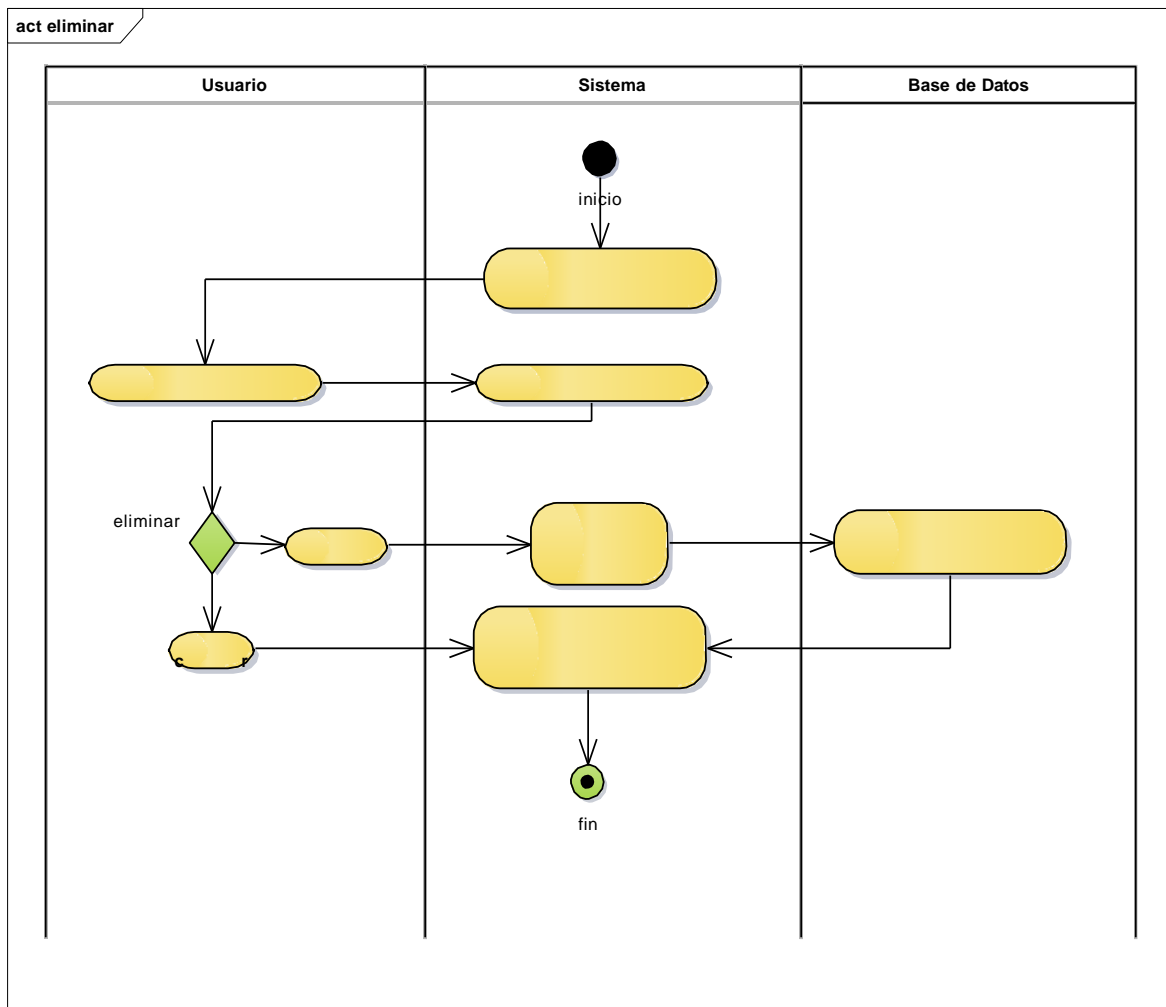 act eliminar
Usuario
Sistema
Base de Datos
inicio
eliminar
c r
fin